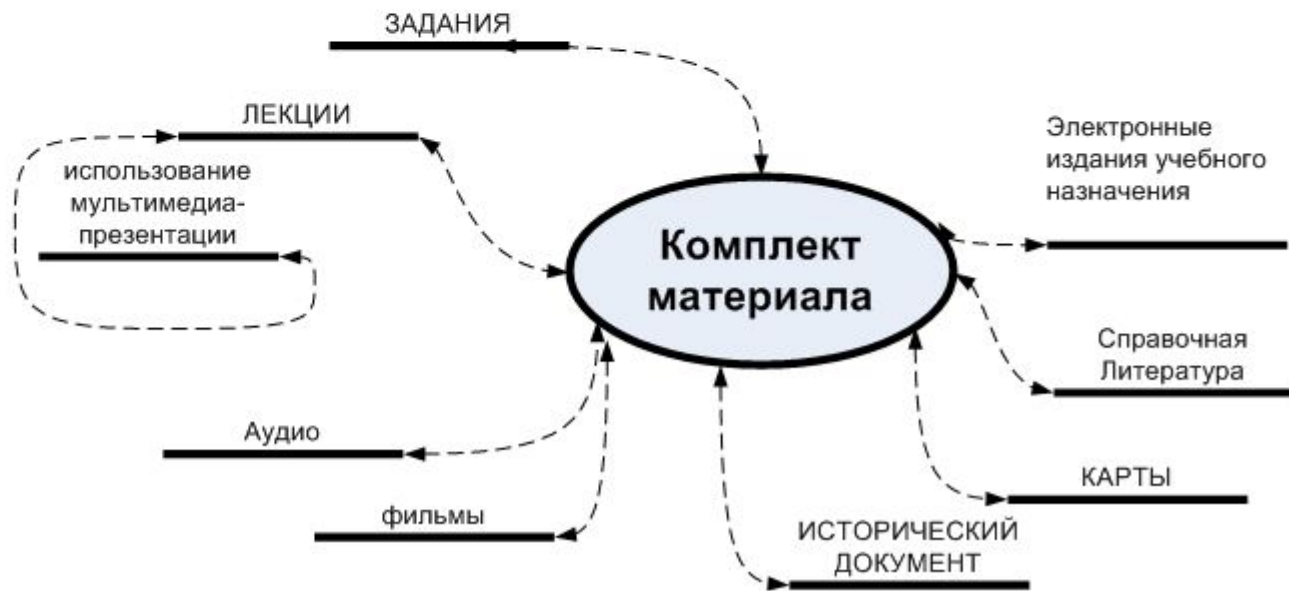 ЗАДАНИЯ
ЛЕКЦИИ
использование
мультимедиа-
презентации
Электронные
издания учебного
назначения
Комплект
материала
Справочная
Литература
Аудио
КАРТЫ
фильмы
ИСТОРИЧЕСКИЙ
ДОКУМЕНТ